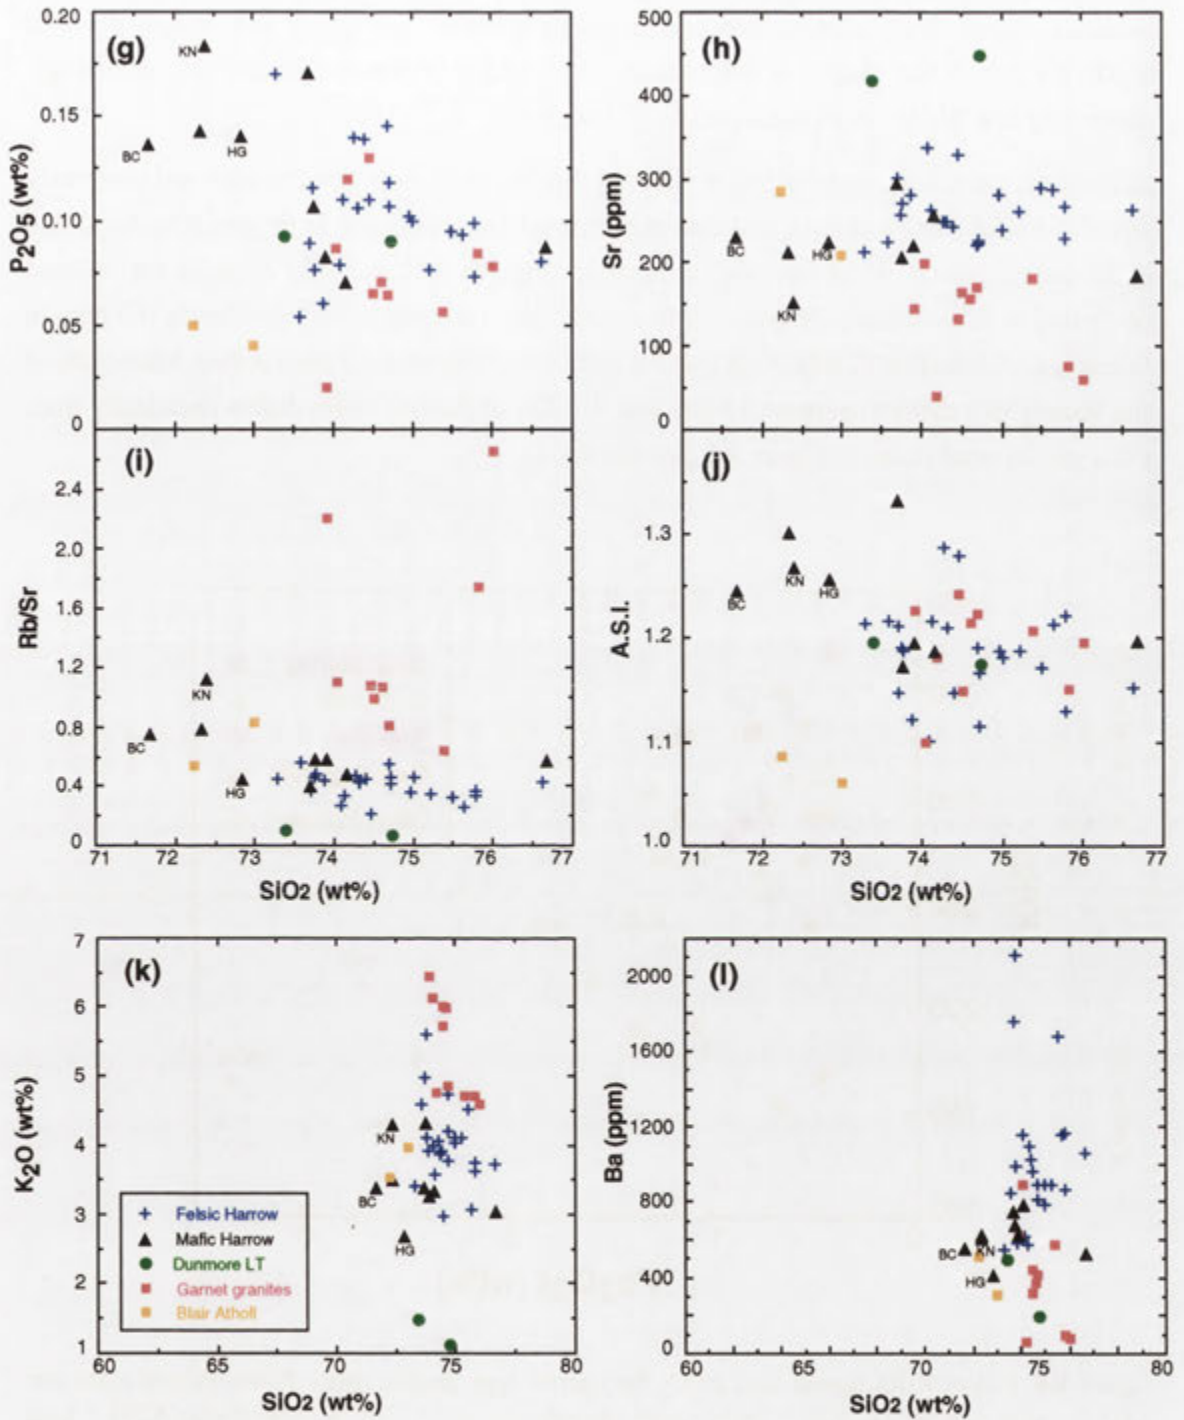 (g)
0.20
0.15
0.10
0.05
0
P2O5 (wt%)
KN
BC
HG
(h)
500
400
300
200
100
0
Sr (ppm)
BC
HG
KN
(i)
2.4
2.0
1.6
1.2
0.8
0.4
0
Rb/Sr
KN
BC
HG
71 72 73 74 75 76 77
SiO2 (wt%)
(j)
1.3
1.2
1.1
1.0
A.S.I.
KN
BC
HG
71 72 73 74 75 76 77
SiO2 (wt%)
(k)
7
6
5
4
3
2
1
K2O (wt%)
KN
BC
HG
Felsic Harrow
Mafic Harrow
Dunmore LT
Garnet granites
Blair Atholl
60 65 70 75 80
SiO2 (wt%)
(l)
2000
1600
1200
800
400
0
Ba (ppm)
BC
KN
HG
60 65 70 75 80
SiO2 (wt%)